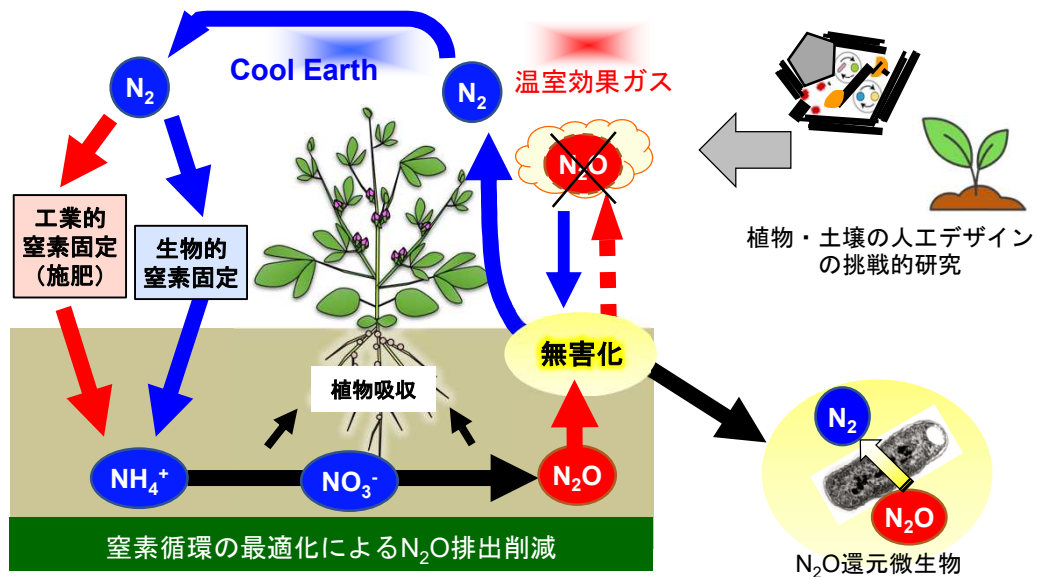 Cool Earth
温室効果ガス
N₂
N₂
N₂O
工業的
窒素固定
（施肥）
生物的
窒素固定
植物・土壌の人工デザイン
の挑戦的研究
無害化
植物吸収
N₂
NH₄⁺
NO₃⁻
N₂O
N₂O
窒素循環の最適化によるN₂O排出削減
N₂O還元微生物